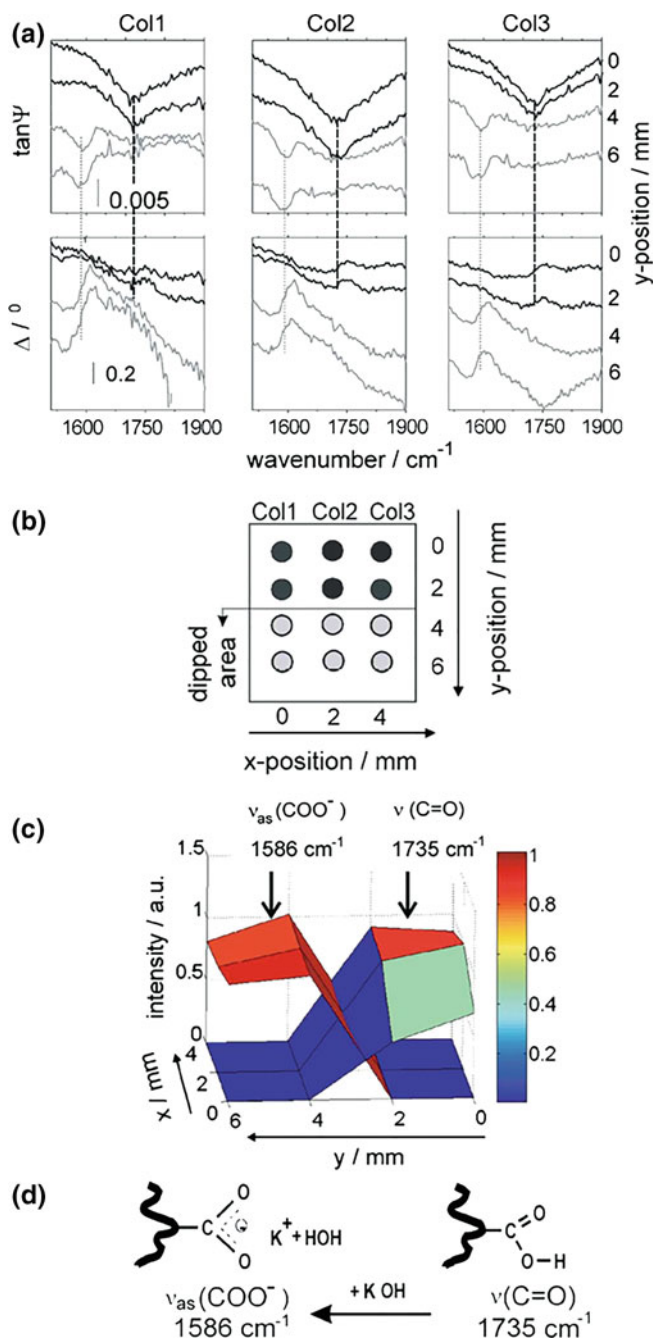 (a)
Col1 Col2 Col3
tanΨ
0.005
0
2
4
6
y-position / mm
Δ / ⁰
0.2
0
2
4
6
1600 1750 1900 1600 1750 1900 1600 1750 1900
wavenumber / cm⁻¹
(b)
Col1 Col2 Col3
0
2
4
6
y-position / mm
dipped
area
0 2 4
x-position / mm
(c)
ν_as(COO⁻) ν (C=O)
1586 cm⁻¹ 1735 cm⁻¹
1.5
1
0.5
0
intensity / a.u.
4
2
0
x / mm
6 4 2 0
y / mm
1
0.8
0.6
0.4
0.2
(d)
O
C
O
K⁺ + HOH
C
O
O – H
ν_as(COO⁻) + K OH ν(C=O)
1586 cm⁻¹ 1735 cm⁻¹